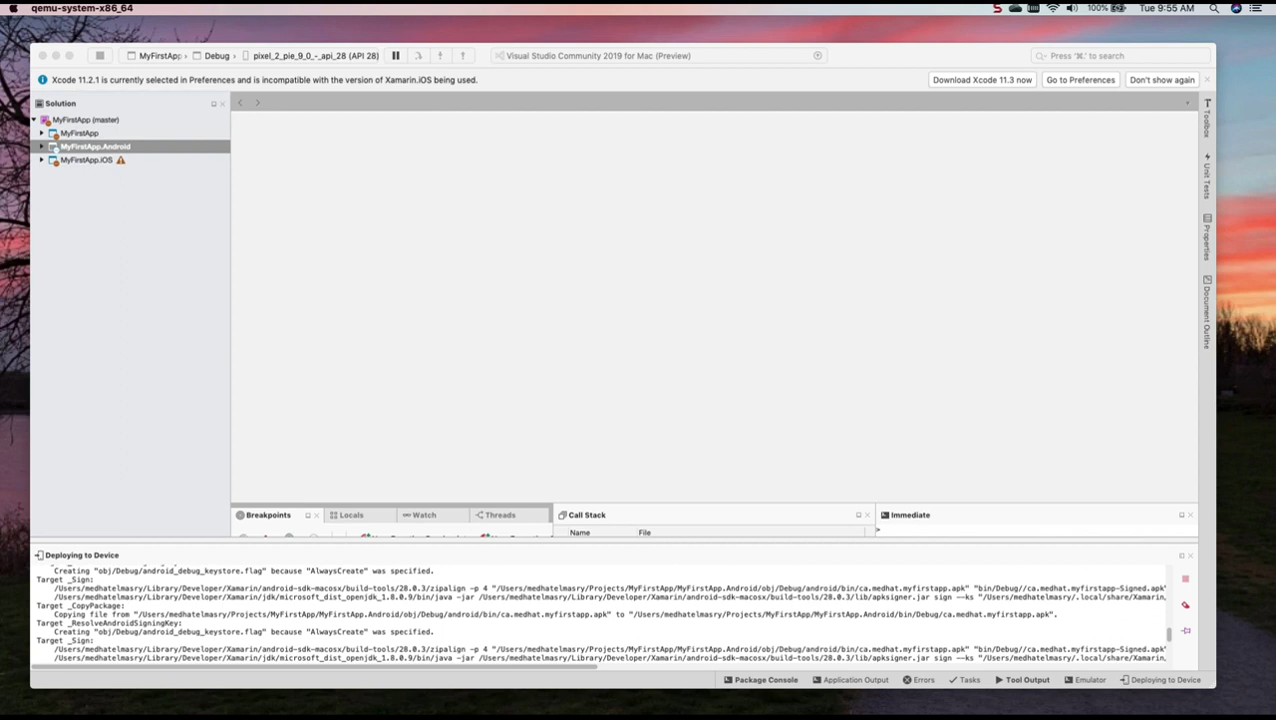 qemu-system-x86_64
100%
Tue 9:55 AM
MyFirstApp
Debug
pixel_2_pie_9_0_-_api_28 (API 28)
Visual Studio Community 2019 for Mac (Preview)
Press '⌘.' to search
Xcode 11.2.1 is currently selected in Preferences and is incompatible with the version of Xamarin.iOS being used.
Download Xcode 11.3 now
Go to Preferences
Don't show again
Solution
MyFirstApp (master)
MyFirstApp
MyFirstApp.Android
MyFirstApp.iOS
Toolbox
Unit Tests
Properties
Document Outline
Breakpoints
Locals
Watch
Threads
Call Stack
Immediate
Name
File
Deploying to Device
Creating "obj/Debug/android_debug_keystore.flag" because "AlwaysCreate" was specified.
Target _Sign:
/Users/medhatelmasry/Library/Developer/Xamarin/android-sdk-macosx/build-tools/28.0.3/zipalign -p 4 "/Users/medhatelmasry/Projects/MyFirstApp/MyFirstApp.Android/obj/Debug/android/bin/ca.medhat.myfirstapp.apk" "bin/Debug//ca.medhat.myfirstapp-Signed.apk"
/Users/medhatelmasry/Library/Developer/Xamarin/jdk/microsoft_dist_openjdk_1.8.0.9/bin/java -jar /Users/medhatelmasry/Library/Developer/Xamarin/android-sdk-macosx/build-tools/28.0.3/lib/apksigner.jar sign --ks "/Users/medhatelmasry/.local/share/Xamarin,
Target _CopyPackage:
Copying file from "/Users/medhatelmasry/Projects/MyFirstApp/MyFirstApp.Android/obj/Debug/android/bin/ca.medhat.myfirstapp.apk" to "/Users/medhatelmasry/Projects/MyFirstApp/MyFirstApp.Android/bin/Debug/ca.medhat.myfirstapp.apk".
Target _ResolveAndroidSigningKey:
Creating "obj/Debug/android_debug_keystore.flag" because "AlwaysCreate" was specified.
Target _Sign:
/Users/medhatelmasry/Library/Developer/Xamarin/android-sdk-macosx/build-tools/28.0.3/zipalign -p 4 "/Users/medhatelmasry/Projects/MyFirstApp/MyFirstApp.Android/obj/Debug/android/bin/ca.medhat.myfirstapp.apk" "bin/Debug//ca.medhat.myfirstapp-Signed.apk"
/Users/medhatelmasry/Library/Developer/Xamarin/jdk/microsoft_dist_openjdk_1.8.0.9/bin/java -jar /Users/medhatelmasry/Library/Developer/Xamarin/android-sdk-macosx/build-tools/28.0.3/lib/apksigner.jar sign --ks "/Users/medhatelmasry/.local/share/Xamarin,
Package Console
Application Output
Errors
Tasks
Tool Output
Emulator
Deploying to Device